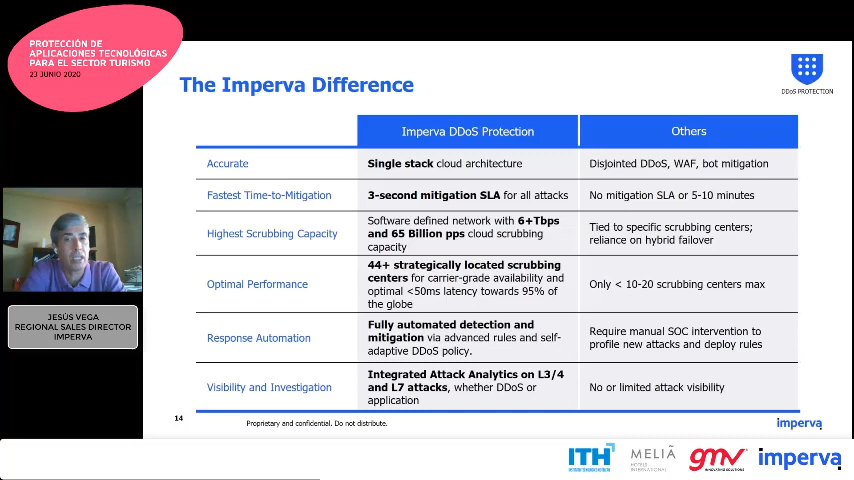 PROTECCIÓN DE
APLICACIONES TECNOLÓGICAS
PARA EL SECTOR TURISMO
23 JUNIO 2020
The Imperva Difference
DDoS PROTECTION
Imperva DDoS Protection
Others
Accurate
Single stack cloud architecture
Disjointed DDoS, WAF, bot mitigation
Fastest Time-to-Mitigation
3-second mitigation SLA for all attacks
No mitigation SLA or 5-10 minutes
Highest Scrubbing Capacity
Software defined network with 6+Tbps
and 65 Billion pps cloud scrubbing
capacity
Tied to specific scrubbing centers;
reliance on hybrid failover
Optimal Performance
44+ strategically located scrubbing
centers for carrier-grade availability and
optimal <50ms latency towards 95% of
the globe
Only < 10-20 scrubbing centers max
Response Automation
Fully automated detection and
mitigation via advanced rules and self-
adaptive DDoS policy.
Require manual SOC intervention to
profile new attacks and deploy rules
Visibility and Investigation
Integrated Attack Analytics on L3/4
and L7 attacks, whether DDoS or
application
No or limited attack visibility
JESÚS VEGA
REGIONAL SALES DIRECTOR
IMPERVA
14
Proprietary and confidential. Do not distribute.
imperva
ITH
MELIÃ
HOTELS
INTERNATIONAL
gmv
INNOVATING SOLUTIONS
imperva